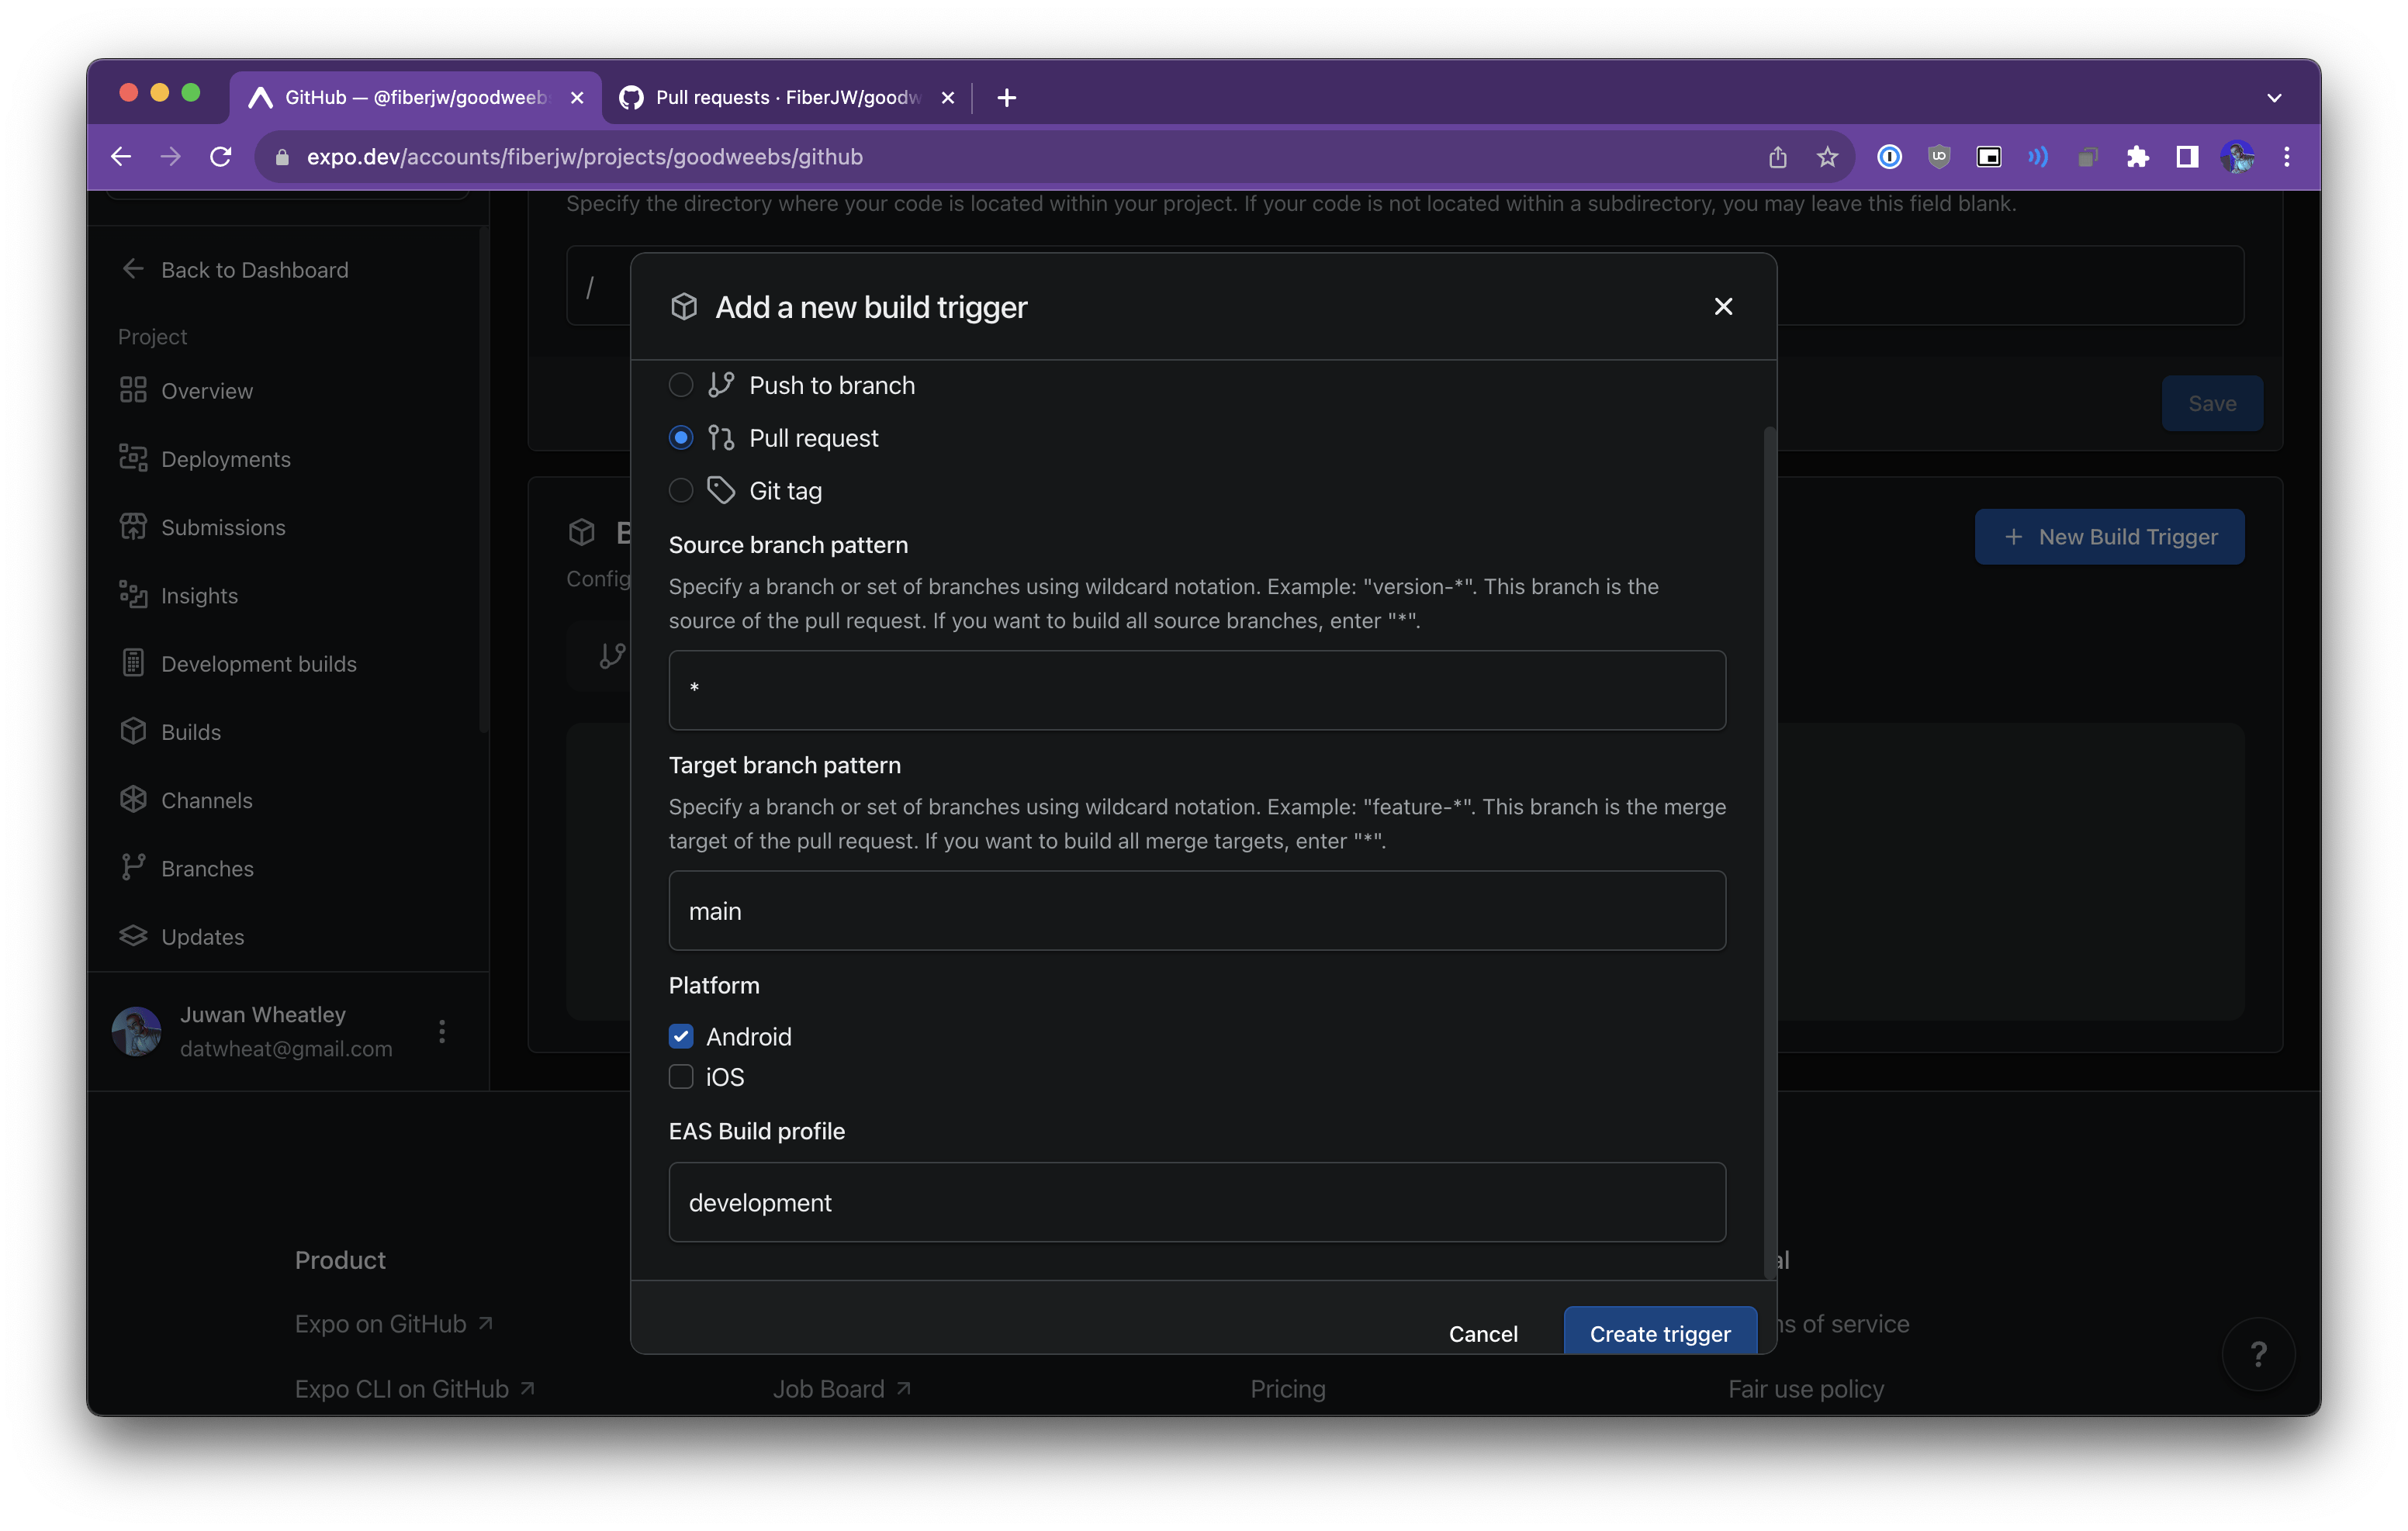 GitHub — @fiberjw/goodweebs
Pull requests · FiberJW/goodw
expo.dev/accounts/fiberjw/projects/goodweebs/github
Specify the directory where your code is located within your project. If your code is not located within a subdirectory, you may leave this field blank.
/
Save
Back to Dashboard
Project
Overview
Deployments
Submissions
Insights
Development builds
Builds
Channels
Branches
Updates
Juwan Wheatley
datwheat@gmail.com
B
Config
+ New Build Trigger
Add a new build trigger
Push to branch
Pull request
Git tag
Source branch pattern
Specify a branch or set of branches using wildcard notation. Example: "version-*". This branch is the
source of the pull request. If you want to build all source branches, enter "*".
*
Target branch pattern
Specify a branch or set of branches using wildcard notation. Example: "feature-*". This branch is the merge
target of the pull request. If you want to build all merge targets, enter "*".
main
Platform
Android
iOS
EAS Build profile
development
Cancel
Create trigger
Product
Expo on GitHub
Expo CLI on GitHub
Job Board
Pricing
al
s of service
Fair use policy
?